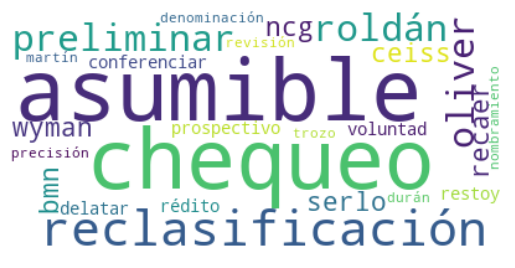 denominación
preliminar ncg roldán
revisión
martín conferenciar ceiss
asumible
oliver
recaer
nombramiento
wyman prospectivo trozo voluntad
chequeo
precisión
bmn
delatar rédito serlo durán restoy
reclasificación